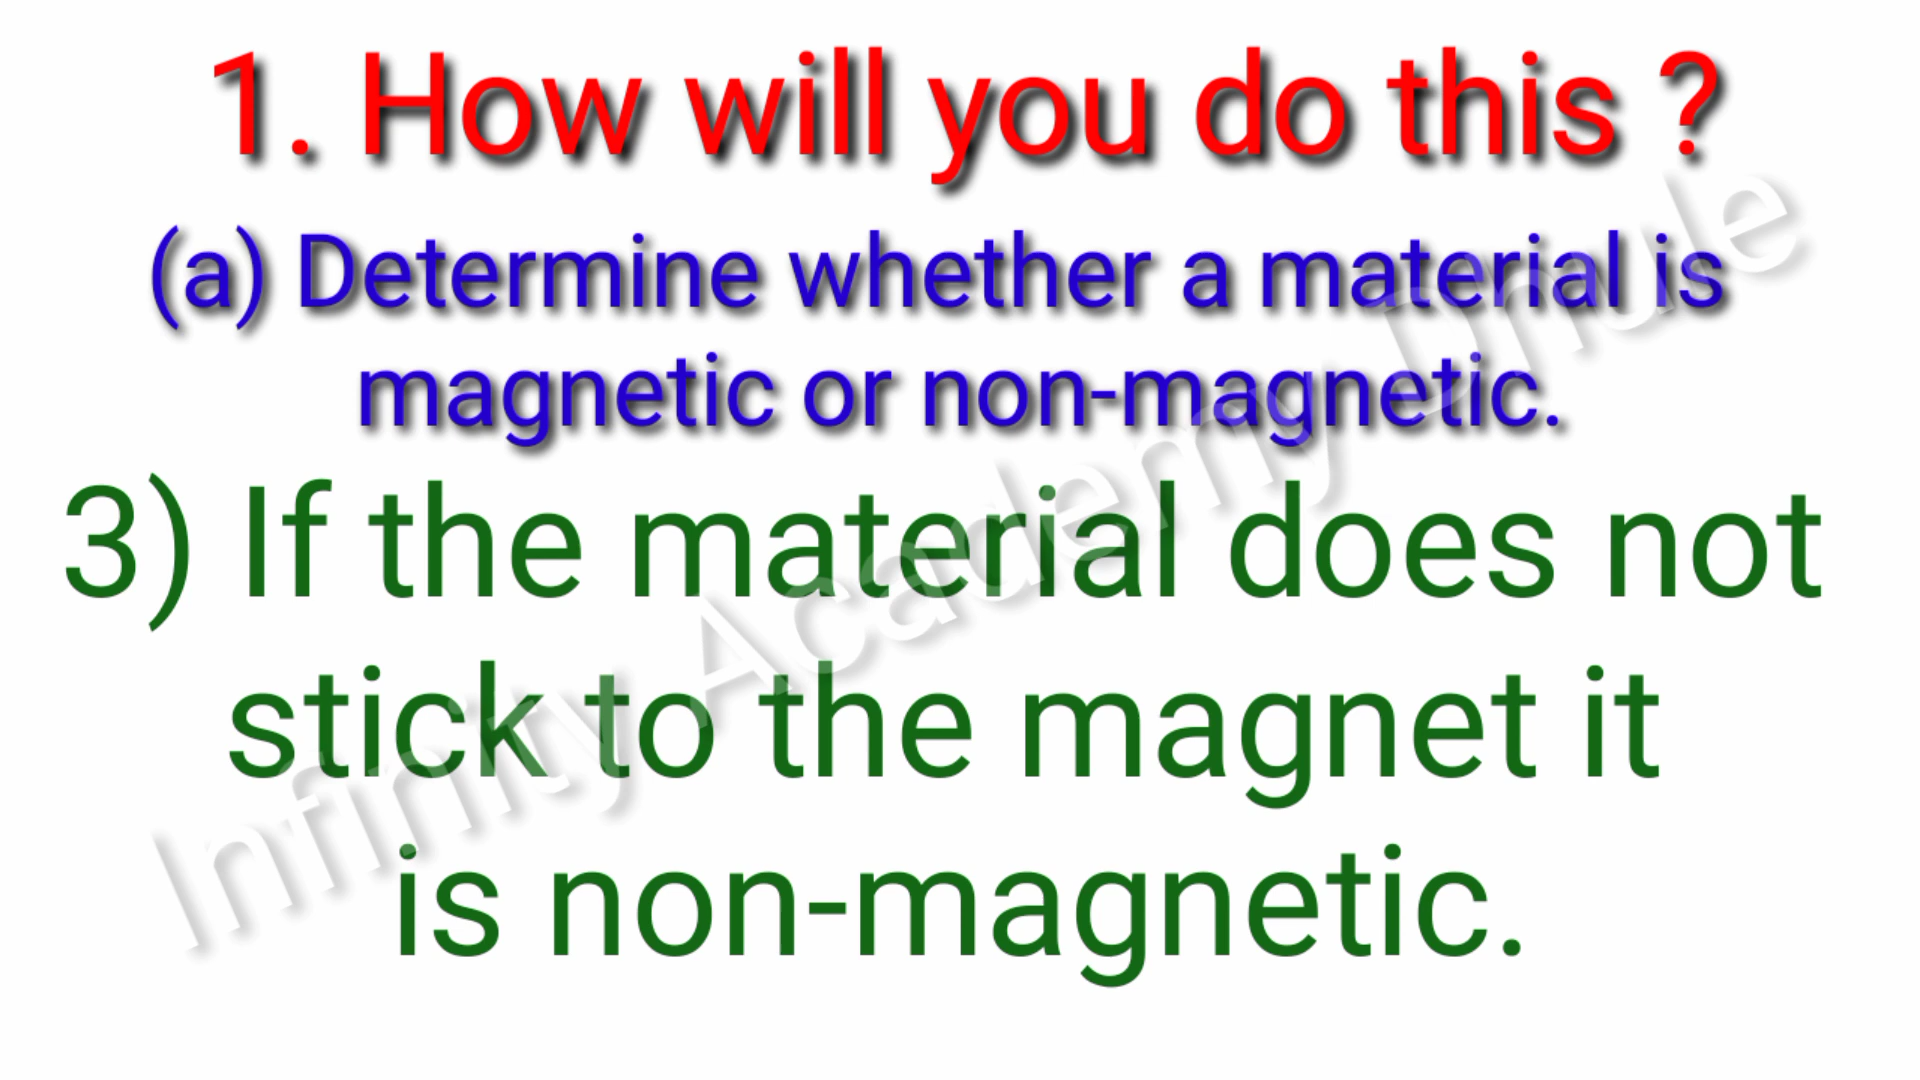 1. How will you do this ?
(a) Determine whether a material is
magnetic or non-magnetic.
3) If the material does not
stick to the magnet it
is non-magnetic.
Infinity Academy Dhule